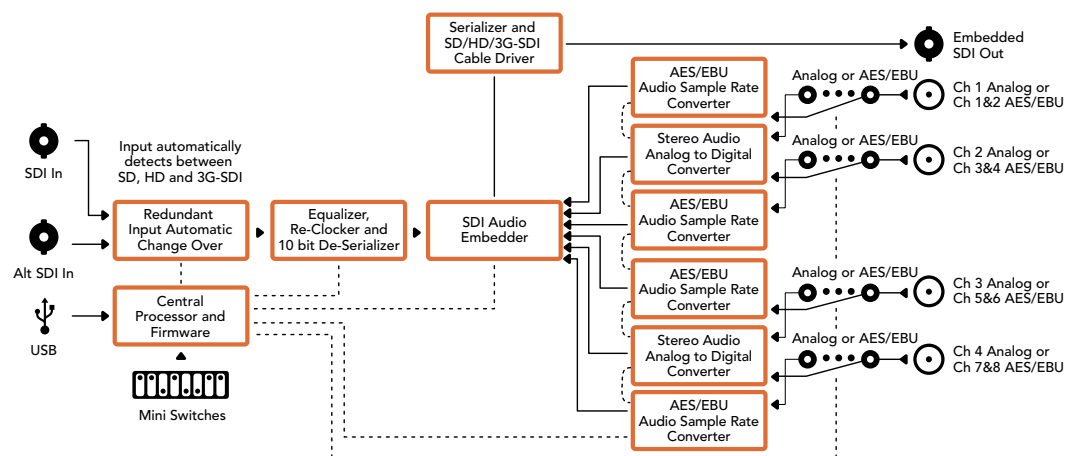 Serializer and
SD/HD/3G-SDI
Cable Driver
Embedded
SDI Out
AES/EBU
Audio Sample Rate
Converter
Analog or AES/EBU
Ch 1 Analog or
Ch 1&2 AES/EBU
SDI In
Input automatically
detects between
SD, HD and 3G-SDI
Stereo Audio
Analog to Digital
Converter
Analog or AES/EBU
Ch 2 Analog or
Ch 3&4 AES/EBU
Redundant
Input Automatic
Change Over
Equalizer,
Re-Clocker and
10 bit De-Serializer
SDI Audio
Embedder
AES/EBU
Audio Sample Rate
Converter
Alt SDI In
AES/EBU
Audio Sample Rate
Converter
Analog or AES/EBU
Ch 3 Analog or
Ch 5&6 AES/EBU
USB
Central
Processor and
Firmware
Stereo Audio
Analog to Digital
Converter
Analog or AES/EBU
Ch 4 Analog or
Ch 7&8 AES/EBU
Mini Switches
AES/EBU
Audio Sample Rate
Converter